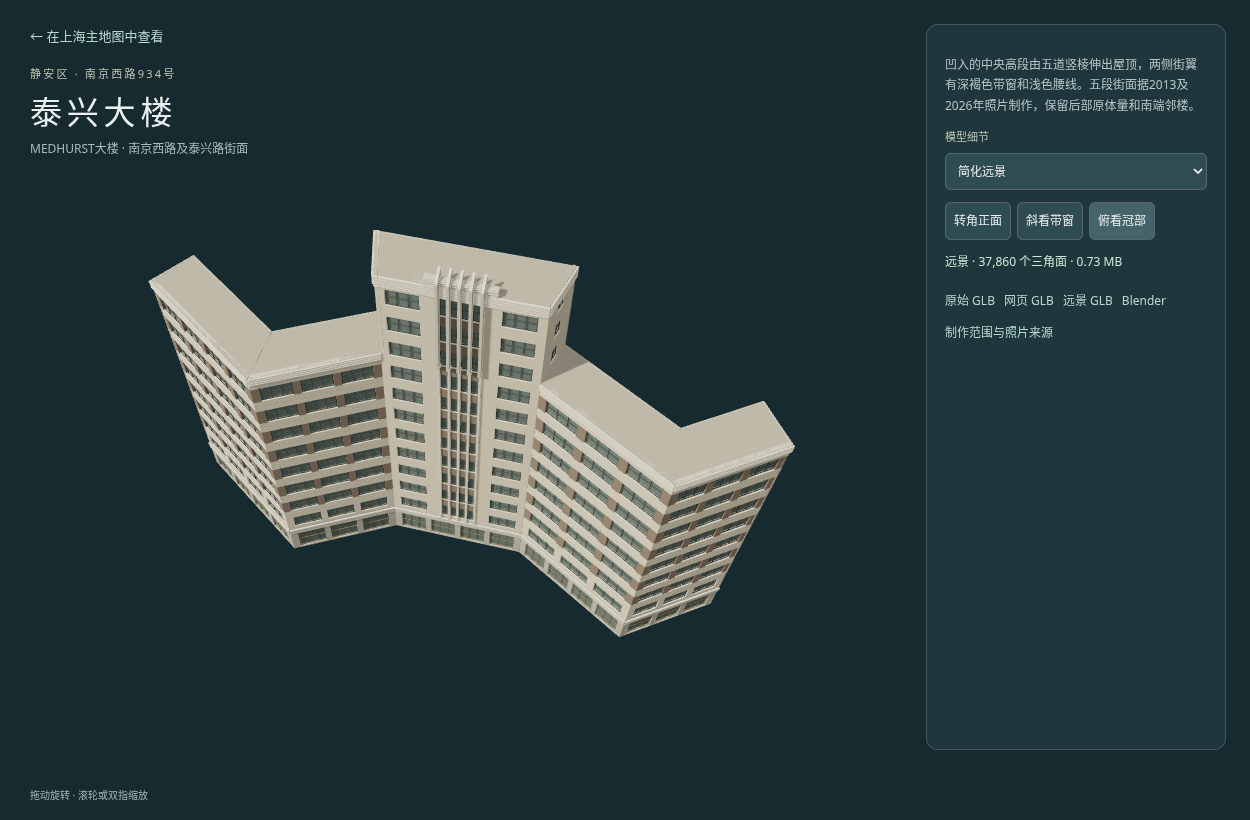 ← 在上海主地图中查看
静安区 · 南京西路934号
泰兴大楼
MEDHURST大楼 · 南京西路及泰兴路街面
凹入的中央高段由五道竖棱伸出屋顶，两侧街翼
有深褐色带窗和浅色腰线。五段街面据2013及
2026年照片制作，保留后部原体量和南端邻楼。
模型细节
简化远景
转角正面 斜看带窗 俯看冠部
远景 · 37,860 个三角面 · 0.73 MB
原始 GLB 网页 GLB 远景 GLB Blender
制作范围与照片来源
拖动旋转 · 滚轮或双指缩放